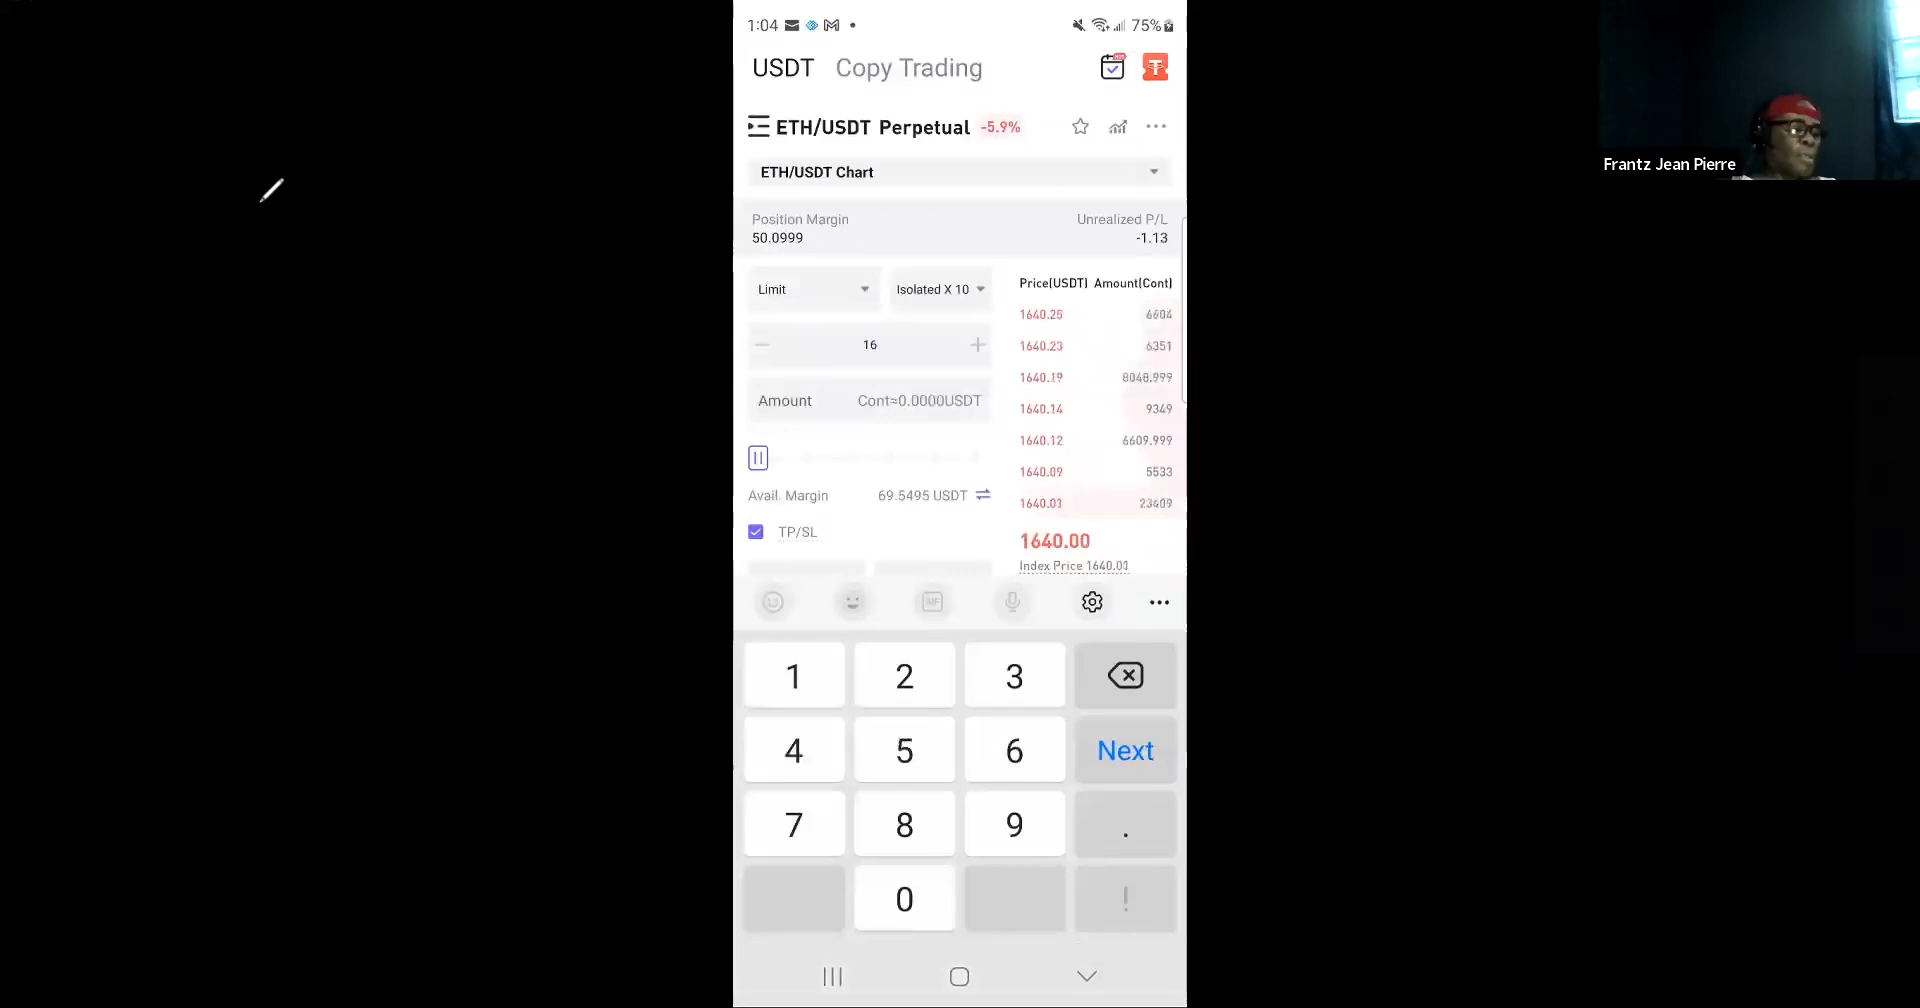 1:04
75%
USDT Copy Trading
ETH/USDT Perpetual -5.9%
ETH/USDT Chart
Position Margin Unrealized P/L
50.0999 -1.13
Limit Isolated X 10
Price(USDT) Amount(Cont)
1640.25 6604
1640.23 6351
1640.19 8048.999
1640.14 9349
1640.12 6609.999
1640.09 5533
1640.01 23609
16
Amount Cont≈0.0000USDT
Avail. Margin 69.5495 USDT
TP/SL
1640.00
Index Price 1640.01
1 2 3
4 5 6 Next
7 8 9 .
0 !
Frantz Jean Pierre